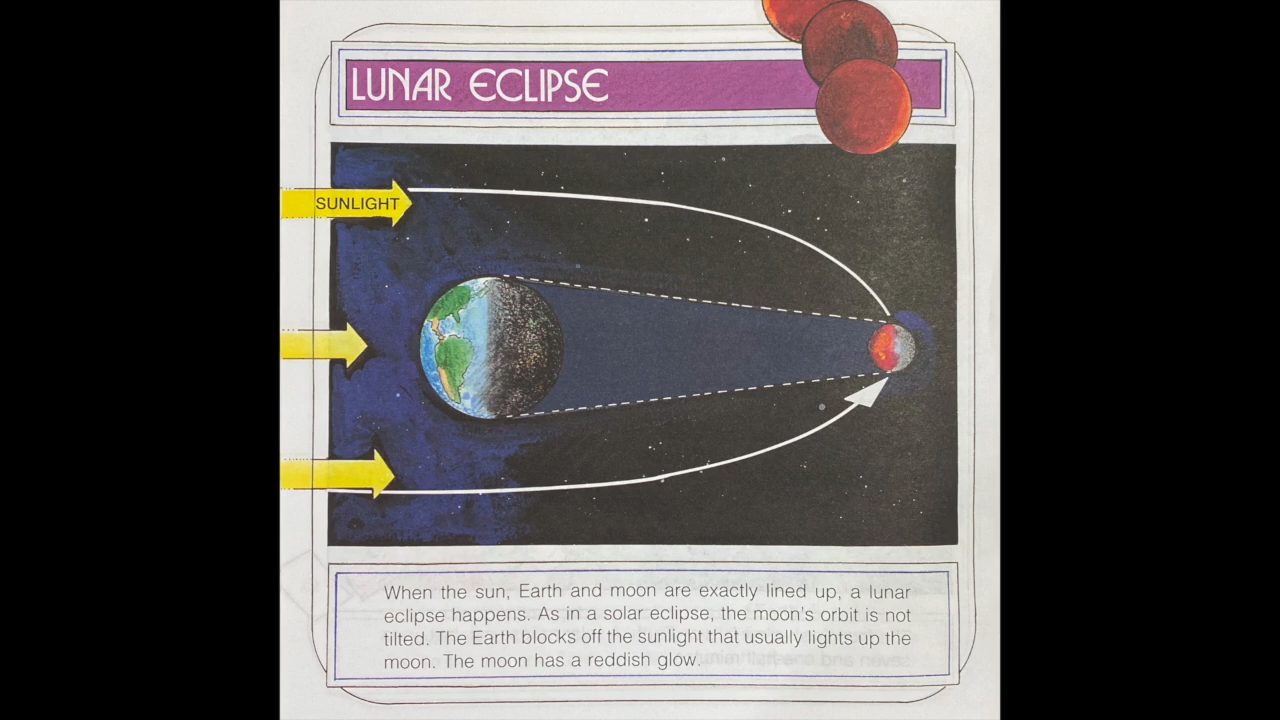 LUNAR ECLIPSE
SUNLIGHT
When the sun, Earth and moon are exactly lined up, a lunar
eclipse happens. As in a solar eclipse, the moon's orbit is not
tilted. The Earth blocks off the sunlight that usually lights up the
moon. The moon has a reddish glow.